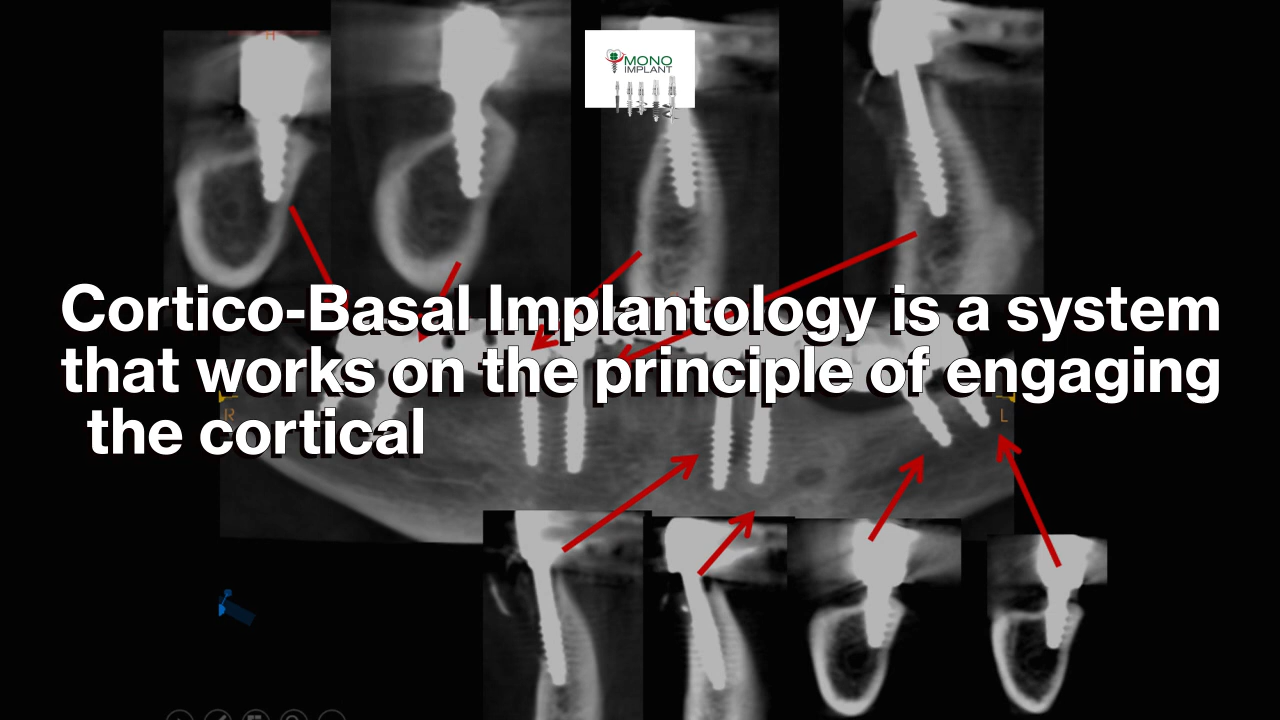 H
MONO
IMPLANT
Cortico-Basal Implantology is a system
that works on the principle of engaging
the cortical
R
L